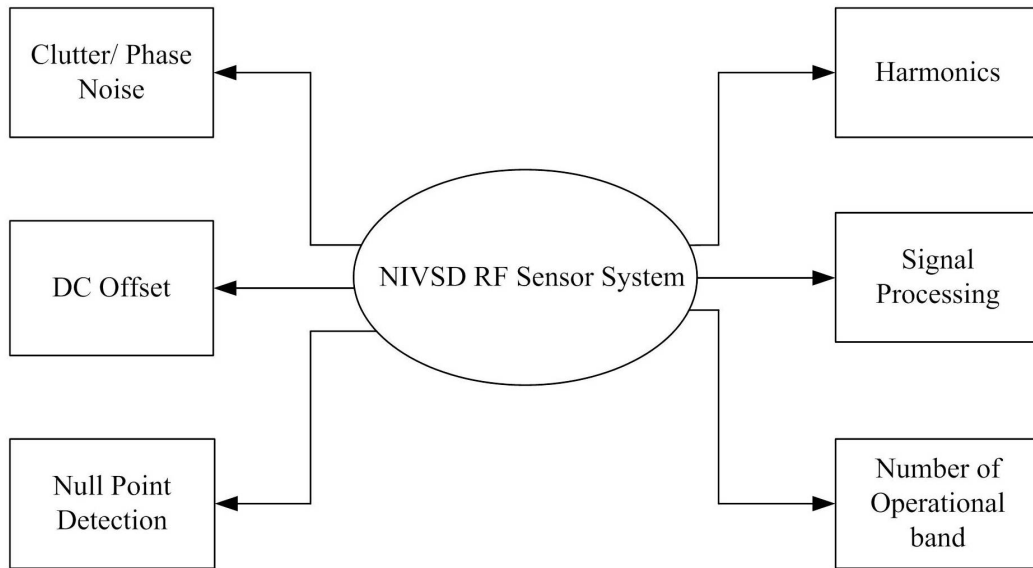 Clutter/ Phase
Noise
Harmonics
NIVSD RF Sensor System
DC Offset
Signal
Processing
Null Point
Detection
Number of
Operational
band